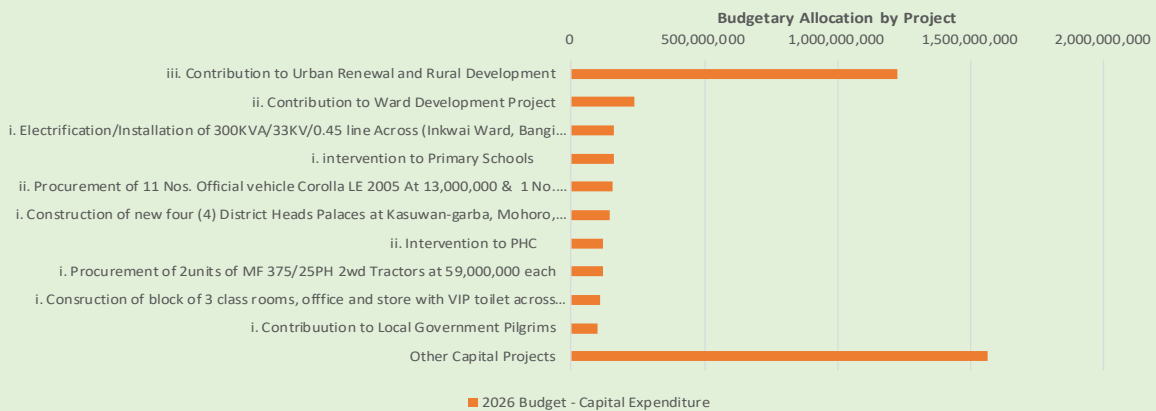 Budgetary Allocation by Project
0 500,000,000 1,000,000,000 1,500,000,000 2,000,000,000
iii. Contribution to Urban Renewal and Rural Development
ii. Contribution to Ward Development Project
i. Electrification/Installation of 300KVA/33KV/0.45 line Across (Inkwai Ward, Bangi...
i. intervention to Primary Schools
ii. Procurement of 11 Nos. Official vehicle Corolla LE 2005 At 13,000,000 & 1 No....
i. Construction of new four (4) District Heads Palaces at Kasuwan-garba, Mohoro,...
ii. Intervention to PHC
i. Procurement of 2units of MF 375/25PH 2wd Tractors at 59,000,000 each
i. Consruction of block of 3 class rooms, offfice and store with VIP toilet across...
i. Contribuution to Local Government Pilgrims
Other Capital Projects
2026 Budget - Capital Expenditure